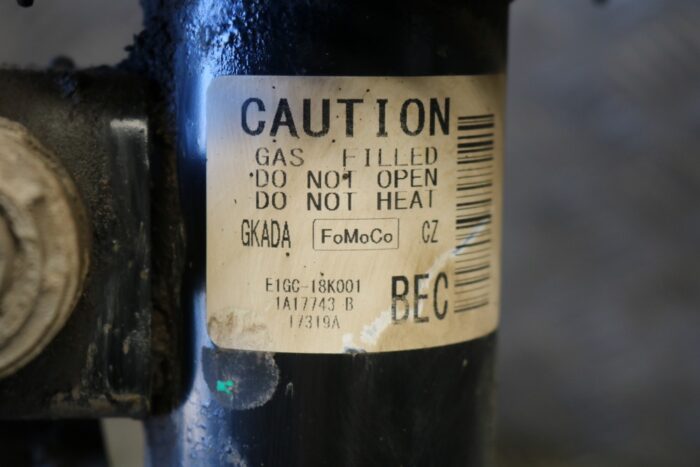 CAUTION
GAS FILLED
DO NOT OPEN
DO NOT HEAT
GKADA FoMoCo CZ
E1GC-18K001
1A17743 B
17319A
BEC